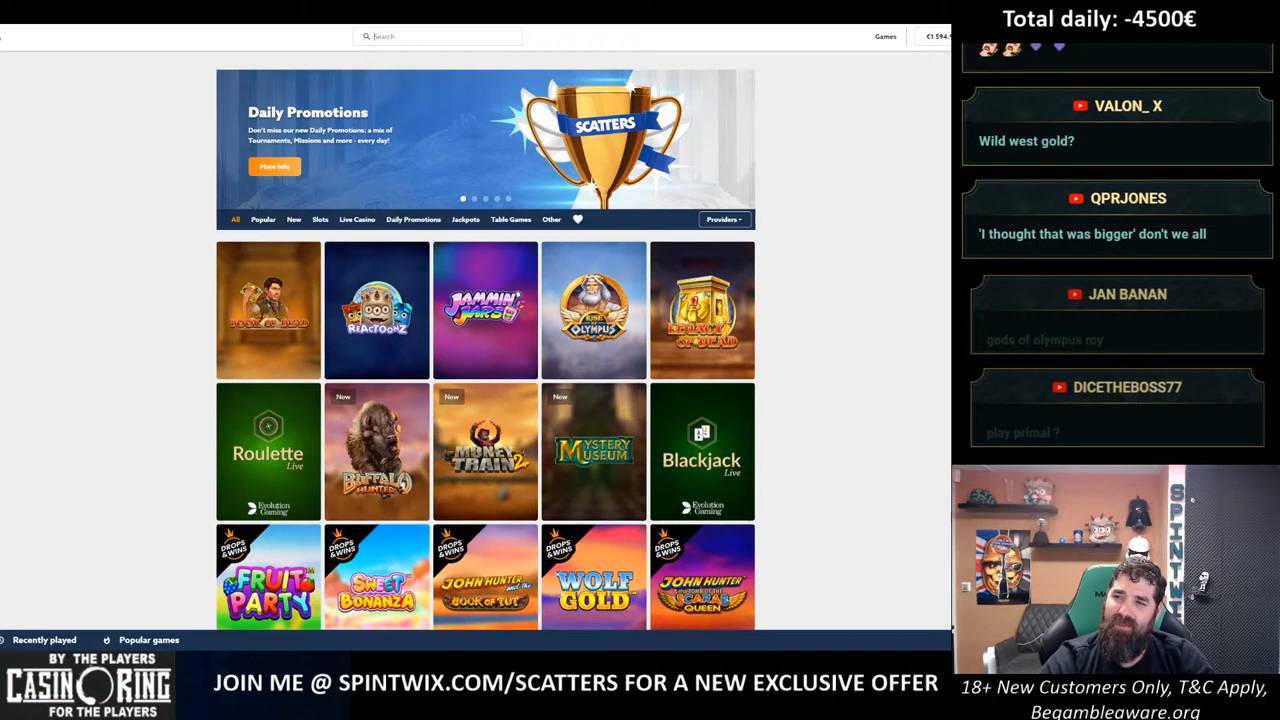 Total daily: -4500€
Search
Games
€1 594.9
Daily Promotions
Don't miss our new Daily Promotions: a mix of
Tournaments, Missions and more - every day!
More info
SCATTERS
All
Popular
New
Slots
Live Casino
Daily Promotions
Jackpots
Table Games
Other
Providers
BOOK OF DEAD
REACTOONZ
JAMMIN' JARS
RISE OF OLYMPUS
LEGACY OF DEAD
Roulette
Live
Evolution Gaming
New
BUFFALO
HUNTER
New
MONEY
TRAIN 2
New
MYSTERY
MUSEUM
Blackjack
Live
Evolution Gaming
DROPS & WINS
FRUIT
PARTY
DROPS & WINS
SWEET
BONANZA
DROPS & WINS
JOHN HUNTER
AND THE
BOOK OF TUT
DROPS & WINS
WOLF
GOLD
DROPS & WINS
JOHN HUNTER
& THE TOMB OF THE
SCARAB
QUEEN
Recently played
Popular games
VALON_ X
Wild west gold?
QPRJONES
'I thought that was bigger' don't we all
JAN BANAN
gods of olympus roy
DICETHEBOSS77
play primal ?
SPINTWI
BY THE PLAYERS
CASINORING
FOR THE PLAYERS
JOIN ME @ SPINTWIX.COM/SCATTERS FOR A NEW EXCLUSIVE OFFER
18+ New Customers Only, T&C Apply,
Begambleaware.org